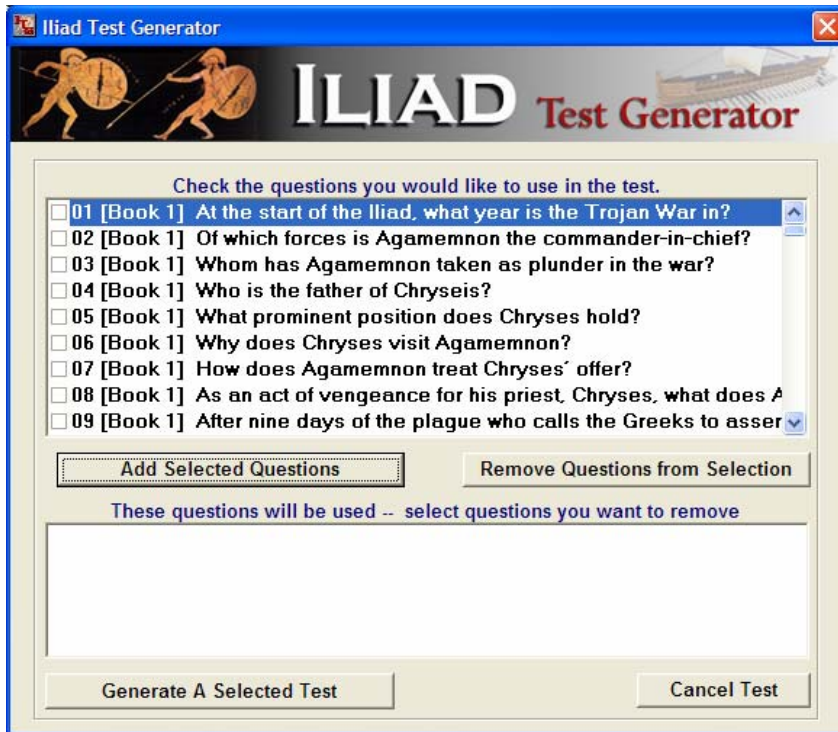 Iliad Test Generator
ILIAD Test Generator
Check the questions you would like to use in the test.
01 [Book 1] At the start of the Iliad, what year is the Trojan War in?
02 [Book 1] Of which forces is Agamemnon the commander-in-chief?
03 [Book 1] Whom has Agamemnon taken as plunder in the war?
04 [Book 1] Who is the father of Chryseis?
05 [Book 1] What prominent position does Chryses hold?
06 [Book 1] Why does Chryses visit Agamemnon?
07 [Book 1] How does Agamemnon treat Chryses´ offer?
08 [Book 1] As an act of vengeance for his priest, Chryses, what does A
09 [Book 1] After nine days of the plague who calls the Greeks to asser
Add Selected Questions Remove Questions from Selection
These questions will be used -- select questions you want to remove
Generate A Selected Test Cancel Test